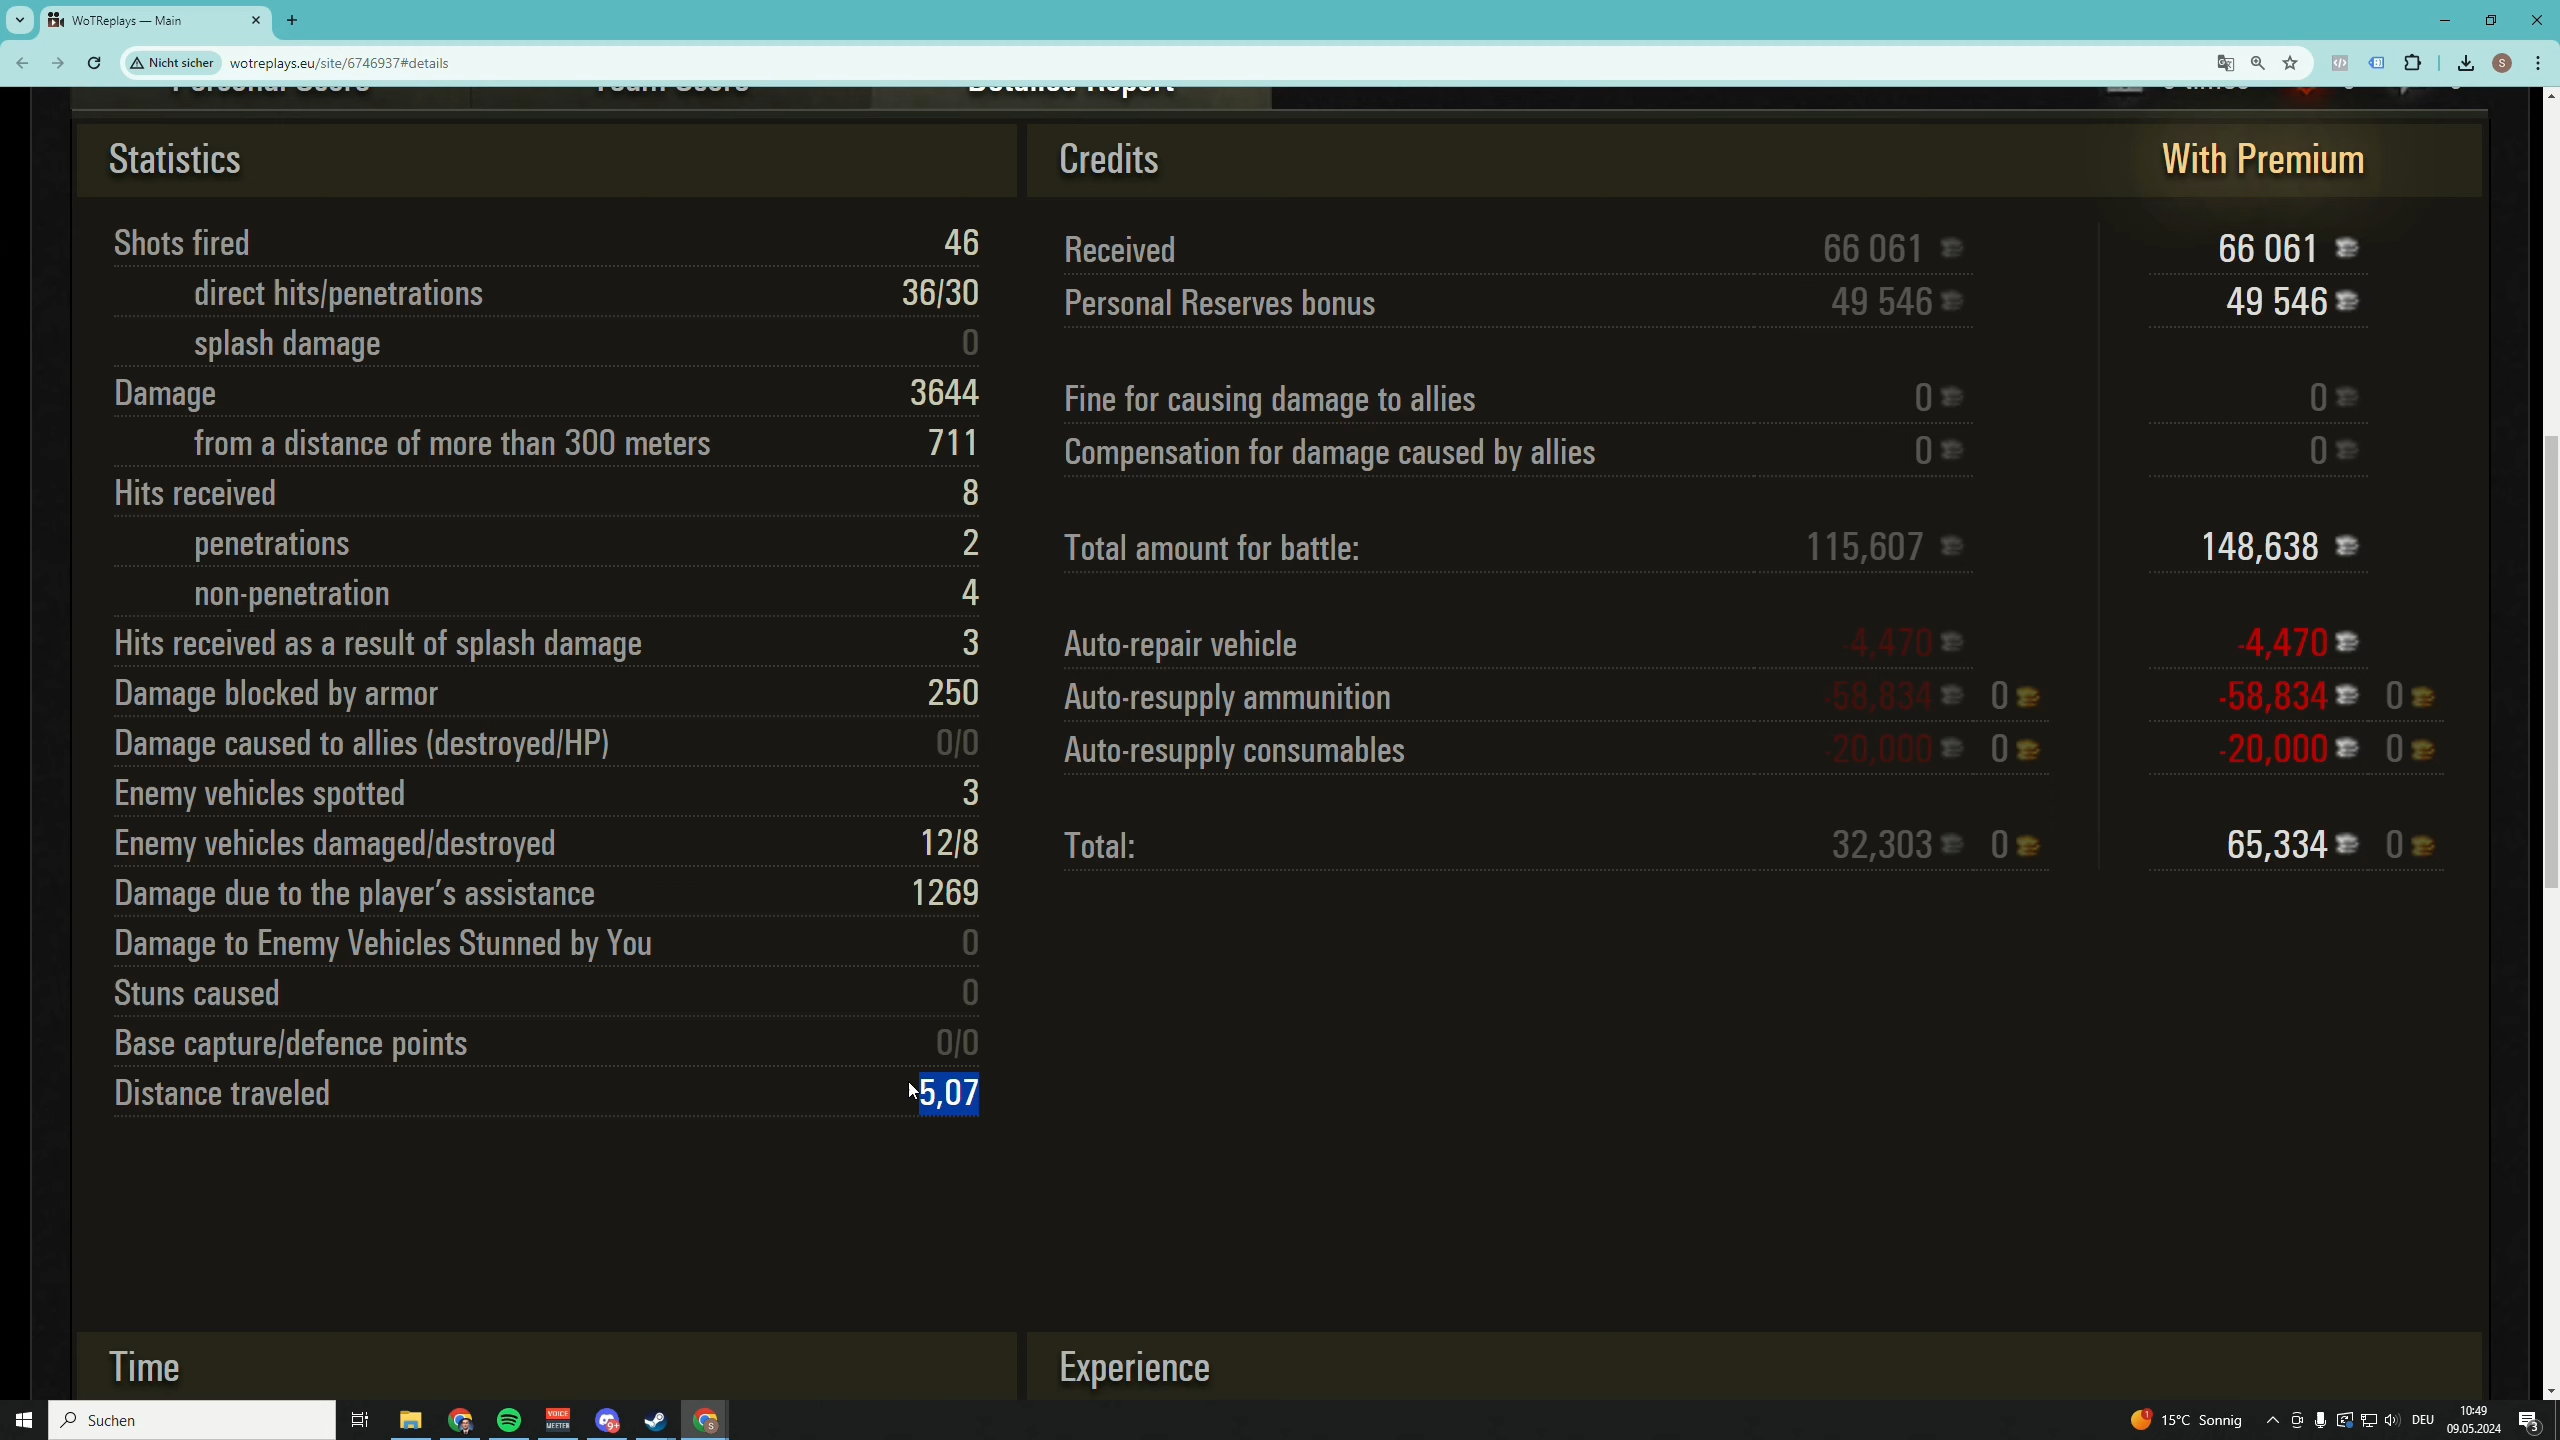 WoTReplays — Main
Nicht sicher
wotreplays.eu/site/6746937#details
Detailed Report
Statistics
Shots fired 46
direct hits/penetrations 36/30
splash damage 0
Damage 3644
from a distance of more than 300 meters 711
Hits received 8
penetrations 2
non-penetration 4
Hits received as a result of splash damage 3
Damage blocked by armor 250
Damage caused to allies (destroyed/HP) 0/0
Enemy vehicles spotted 3
Enemy vehicles damaged/destroyed 12/8
Damage due to the player's assistance 1269
Damage to Enemy Vehicles Stunned by You 0
Stuns caused 0
Base capture/defence points 0/0
Distance traveled 5,07
Credits With Premium
Received 66 061 66 061
Personal Reserves bonus 49 546 49 546
Fine for causing damage to allies 0 0
Compensation for damage caused by allies 0 0
Total amount for battle: 115,607 148,638
Auto-repair vehicle -4,470 -4,470
Auto-resupply ammunition -58,834 0 -58,834 0
Auto-resupply consumables -20,000 0 -20,000 0
Total: 32,303 0 65,334 0
Time
Experience
Suchen
VOICE
MEETER
9+
S
1
15°C Sonnig
DEU
10:49
09.05.2024
3